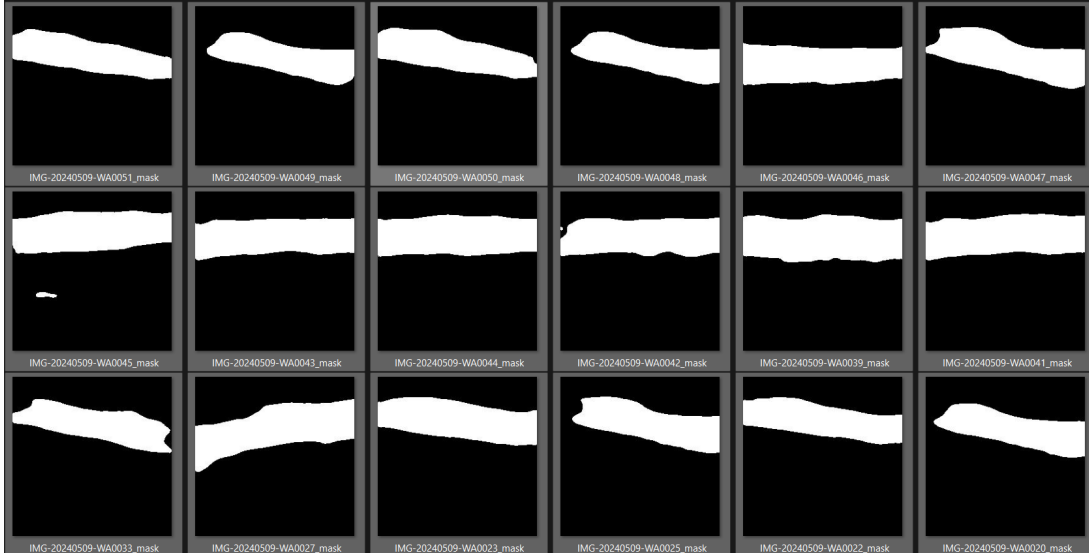 IMG-20240509-WA0051_mask
IMG-20240509-WA0049_mask
IMG-20240509-WA0050_mask
IMG-20240509-WA0048_mask
IMG-20240509-WA0046_mask
IMG-20240509-WA0047_mask
IMG-20240509-WA0045_mask
IMG-20240509-WA0043_mask
IMG-20240509-WA0044_mask
IMG-20240509-WA0042_mask
IMG-20240509-WA0039_mask
IMG-20240509-WA0041_mask
IMG-20240509-WA0033_mask
IMG-20240509-WA0027_mask
IMG-20240509-WA0023_mask
IMG-20240509-WA0025_mask
IMG-20240509-WA0022_mask
IMG-20240509-WA0020_mask